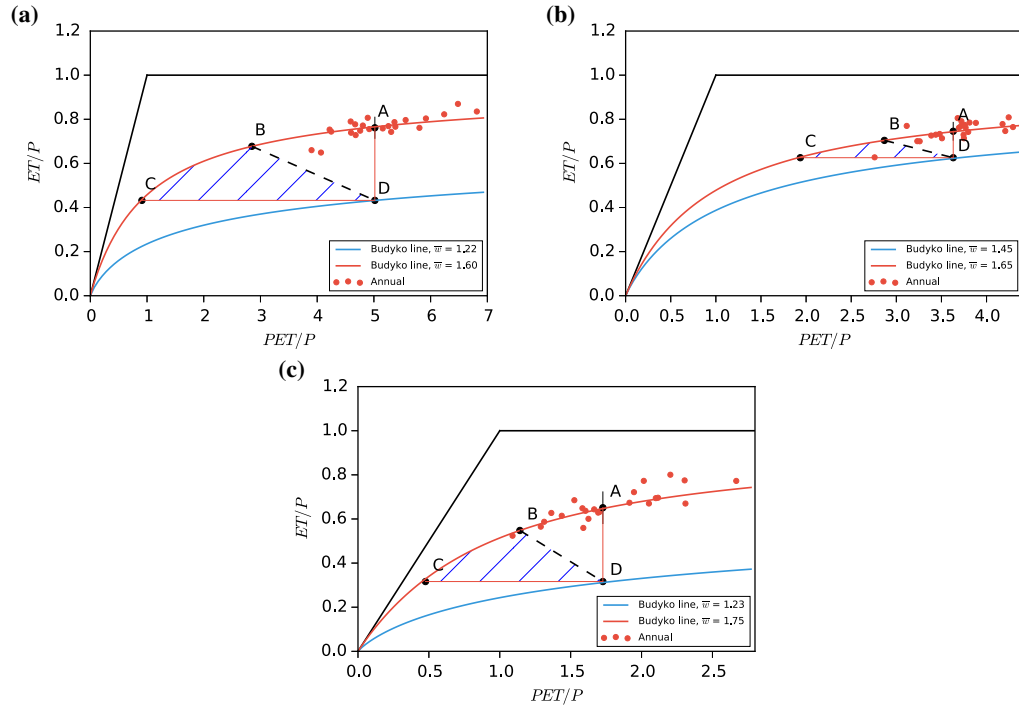 (a)
1.2
1.0
0.8
0.6
0.4
0.2
0.0
ET/P
A
B
C
D
Budyko line, w̅ = 1.22
Budyko line, w̅ = 1.60
Annual
0 1 2 3 4 5 6 7
PET/P
(b)
1.2
1.0
0.8
0.6
0.4
0.2
0.0
ET/P
A
B
C
D
Budyko line, w̅ = 1.45
Budyko line, w̅ = 1.65
Annual
0.0 0.5 1.0 1.5 2.0 2.5 3.0 3.5 4.0
PET/P
(c)
1.2
1.0
0.8
0.6
0.4
0.2
0.0
ET/P
A
B
C
D
Budyko line, w̅ = 1.23
Budyko line, w̅ = 1.75
Annual
0.0 0.5 1.0 1.5 2.0 2.5
PET/P